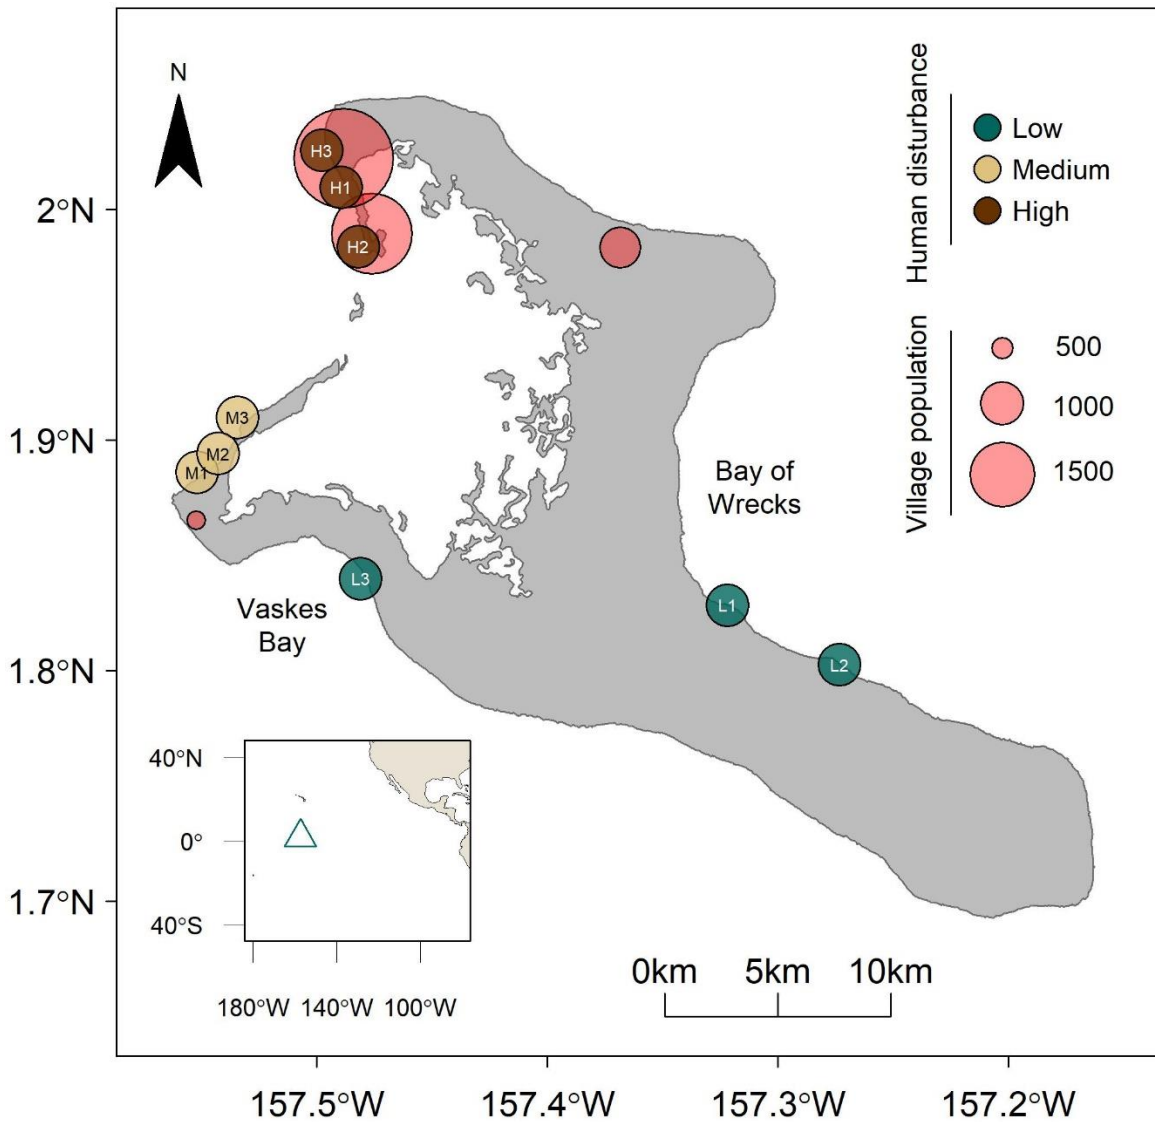 N
Human disturbance
Low
Medium
High
H3
H1
H2
2°N
Village population
500
1000
1500
M3
M2
M1
1.9°N
Bay of
Wrecks
L3
L1
L2
Vaskes
Bay
1.8°N
40°N
0°
40°S
180°W 140°W 100°W
1.7°N
0km 5km 10km
157.5°W 157.4°W 157.3°W 157.2°W